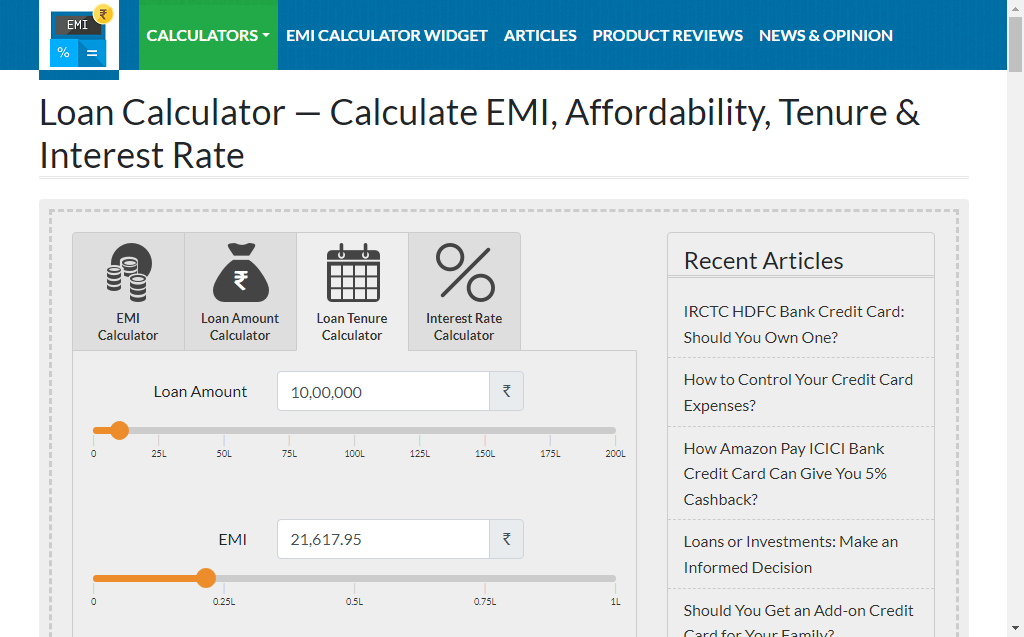 EMI ₹
% =
CALCULATORS EMI CALCULATOR WIDGET ARTICLES PRODUCT REVIEWS NEWS & OPINION
Loan Calculator — Calculate EMI, Affordability, Tenure &
Interest Rate
EMI
Calculator
₹
Loan Amount
Calculator
Loan Tenure
Calculator
Interest Rate
Calculator
Loan Amount 10,00,000 ₹
0 25L 50L 75L 100L 125L 150L 175L 200L
EMI 21,617.95 ₹
0 0.25L 0.5L 0.75L 1L
Recent Articles
IRCTC HDFC Bank Credit Card:
Should You Own One?
How to Control Your Credit Card
Expenses?
How Amazon Pay ICICI Bank
Credit Card Can Give You 5%
Cashback?
Loans or Investments: Make an
Informed Decision
Should You Get an Add-on Credit
Card for Your Family?